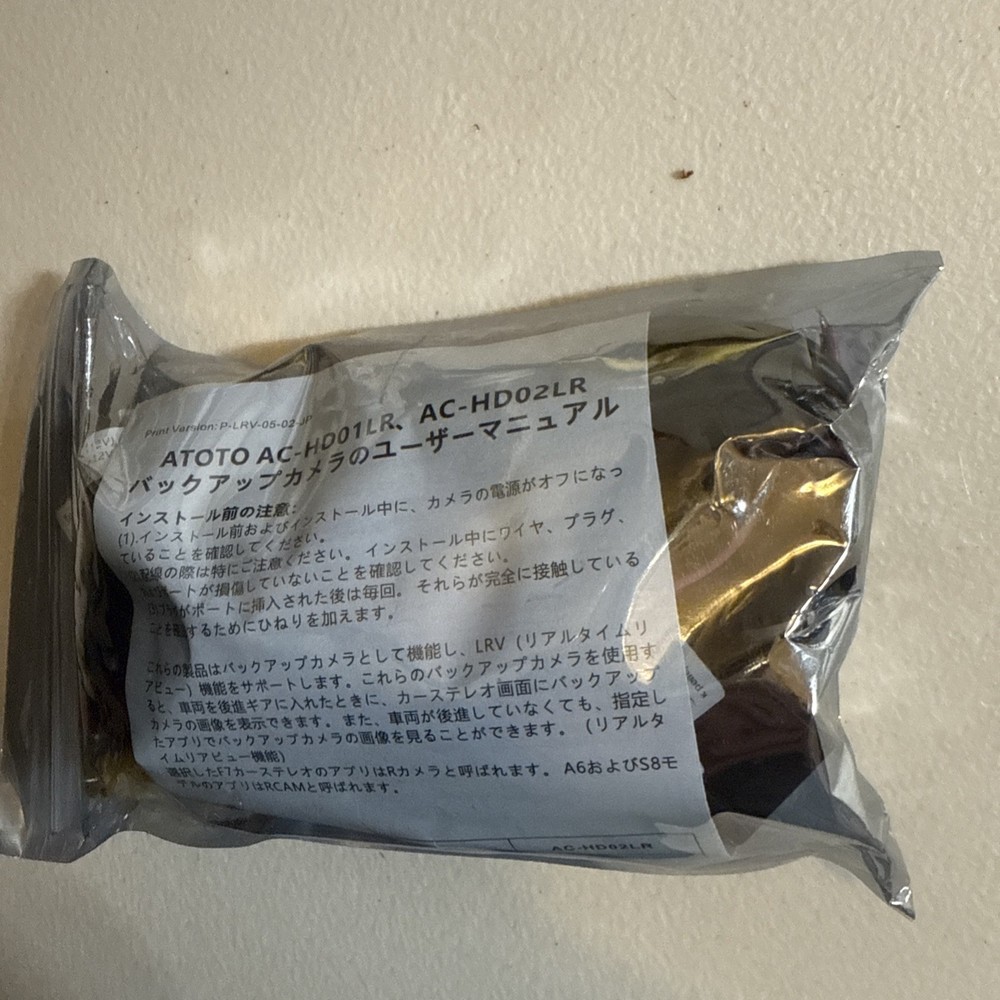 Print Version: P-LRV-05-02-JP
ATOTO AC-HD01LR、AC-HD02LR
バックアップカメラのユーザーマニュアル
インストール前の注意:
(1).インストール前およびインストール中に、カメラの電源がオフになっ
ていることを確認してください。
配線の際は特にご注意ください。 インストール中にワイヤ、プラグ、
ポートが損傷していないことを確認してください。
がポートに挿入された後は毎回。 それらが完全に接触している
ことを するためにひねりを加えます。
これらの製品はバックアップカメラとして機能し、LRV（リアルタイムリ
アビュー）機能をサポートします。これらのバックアップカメラを使用す
ると、車両を後進ギアに入れたときに、カーステレオ画面にバックアップ
カメラの画像を表示できます。また、車両が後進していなくても、指定し
たアプリでバックアップカメラの画像を見ることができます。（リアルタ
イムリアビュー機能)
選択したF7カーステレオのアプリはRカメラと呼ばれます。 A6およびS8モ
デルのアプリはRCAMと呼ばれます。
AC-HD02LR